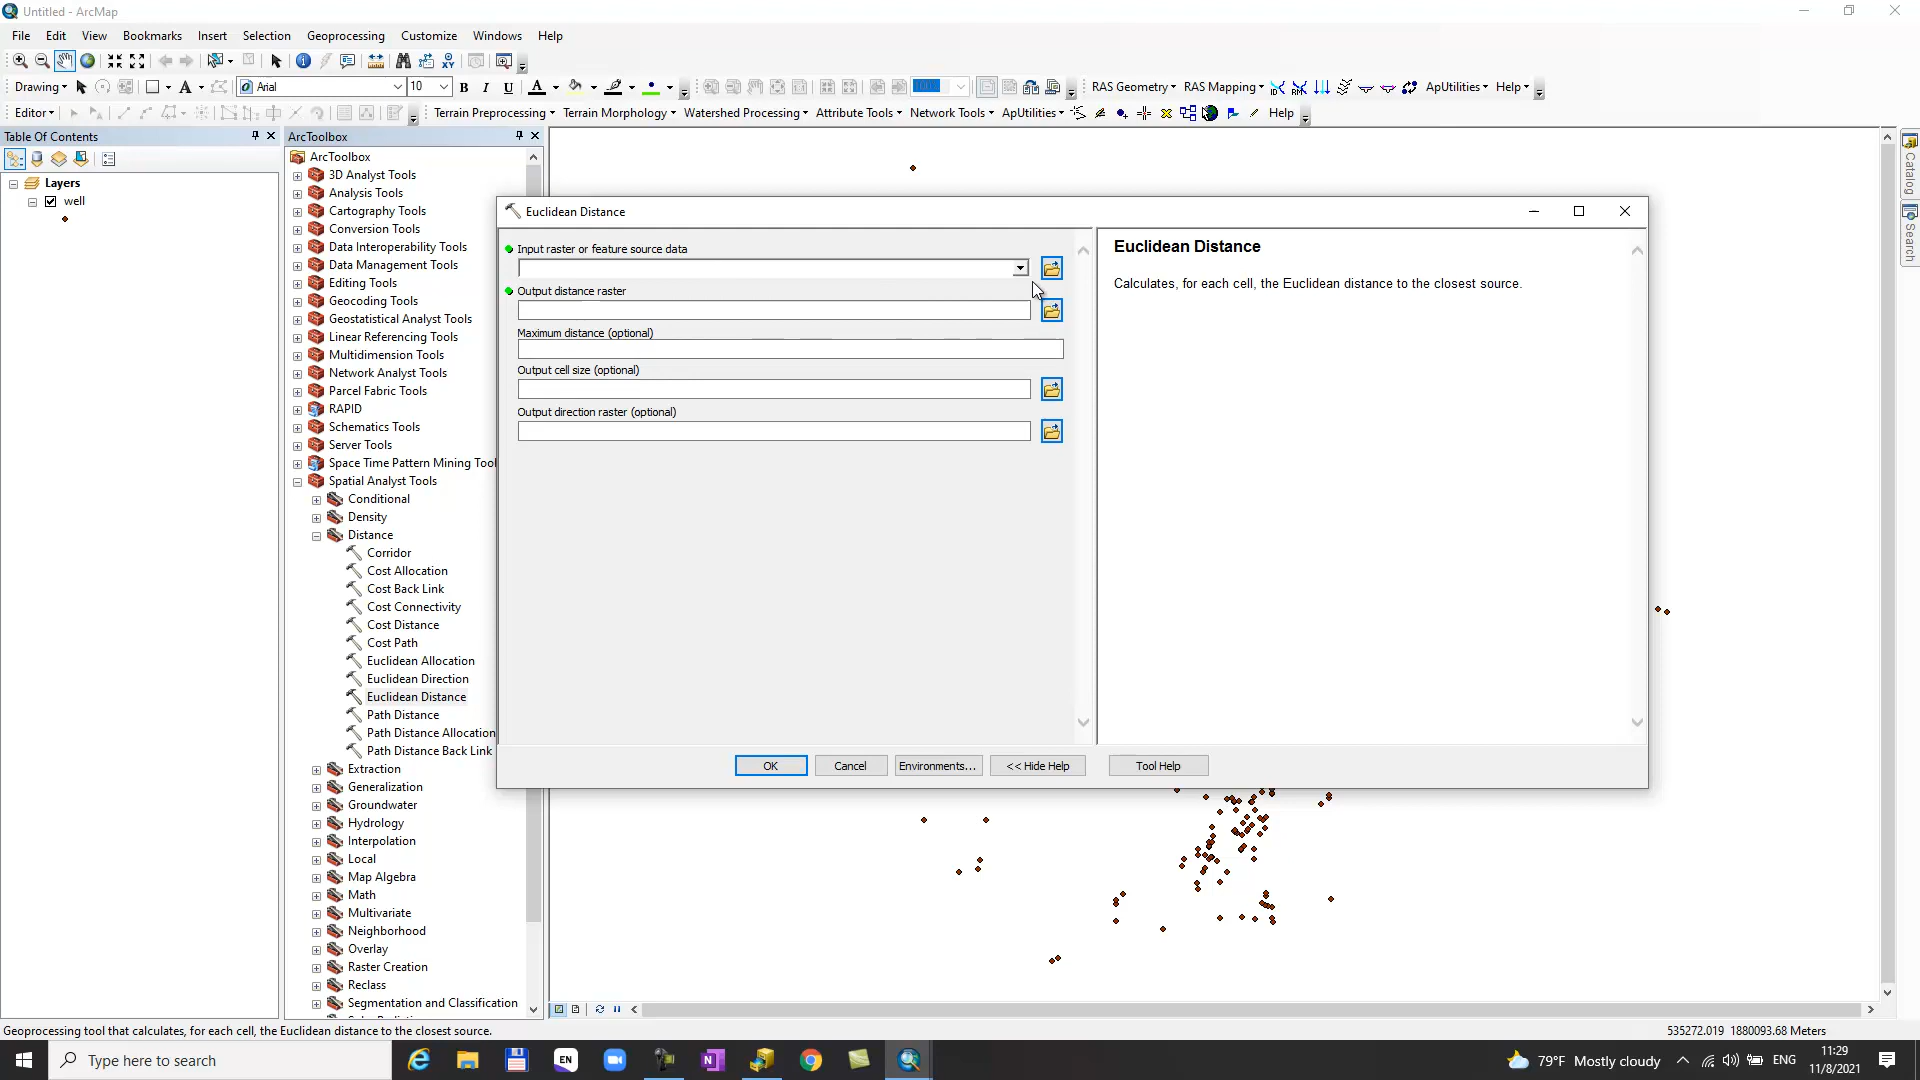 Untitled - ArcMap
File Edit View Bookmarks Insert Selection Geoprocessing Customize Windows Help
Drawing Arial 10 B I U A RAS Geometry RAS Mapping ApUtilities Help
Editor Terrain Preprocessing Terrain Morphology Watershed Processing Attribute Tools Network Tools ApUtilities Help
Table Of Contents
Layers
well
ArcToolbox
ArcToolbox
3D Analyst Tools
Analysis Tools
Cartography Tools
Conversion Tools
Data Interoperability Tools
Data Management Tools
Editing Tools
Geocoding Tools
Geostatistical Analyst Tools
Linear Referencing Tools
Multidimension Tools
Network Analyst Tools
Parcel Fabric Tools
RAPID
Schematics Tools
Server Tools
Space Time Pattern Mining Tool
Spatial Analyst Tools
Conditional
Density
Distance
Corridor
Cost Allocation
Cost Back Link
Cost Connectivity
Cost Distance
Cost Path
Euclidean Allocation
Euclidean Direction
Euclidean Distance
Path Distance
Path Distance Allocation
Path Distance Back Link
Extraction
Generalization
Groundwater
Hydrology
Interpolation
Local
Map Algebra
Math
Multivariate
Neighborhood
Overlay
Raster Creation
Reclass
Segmentation and Classification
Euclidean Distance
Input raster or feature source data
Output distance raster
Maximum distance (optional)
Output cell size (optional)
Output direction raster (optional)
Euclidean Distance
Calculates, for each cell, the Euclidean distance to the closest source.
OK Cancel Environments... << Hide Help Tool Help
Catalog
Search
Geoprocessing tool that calculates, for each cell, the Euclidean distance to the closest source.
535272.019 1880093.68 Meters
Type here to search
EN
79°F Mostly cloudy
ENG
11:29
11/8/2021